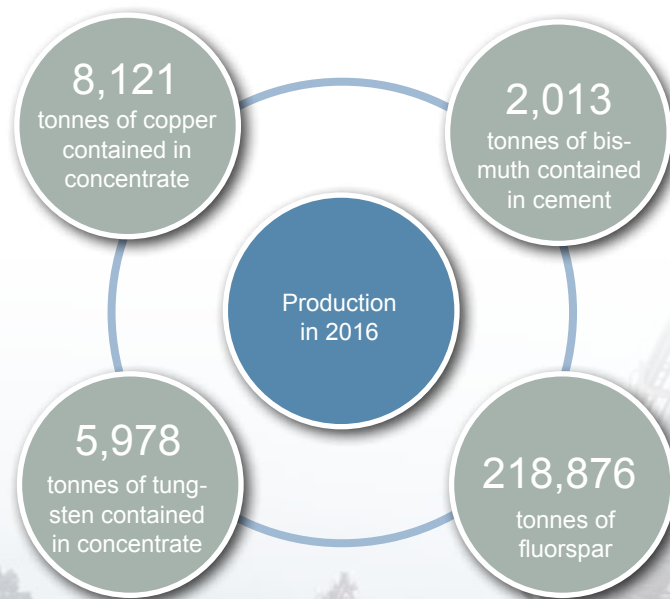 8,121
tonnes of copper
contained in
concentrate
2,013
tonnes of bis-
muth contained
in cement
Production
in 2016
5,978
tonnes of tung-
sten contained
in concentrate
218,876
tonnes of
fluorspar